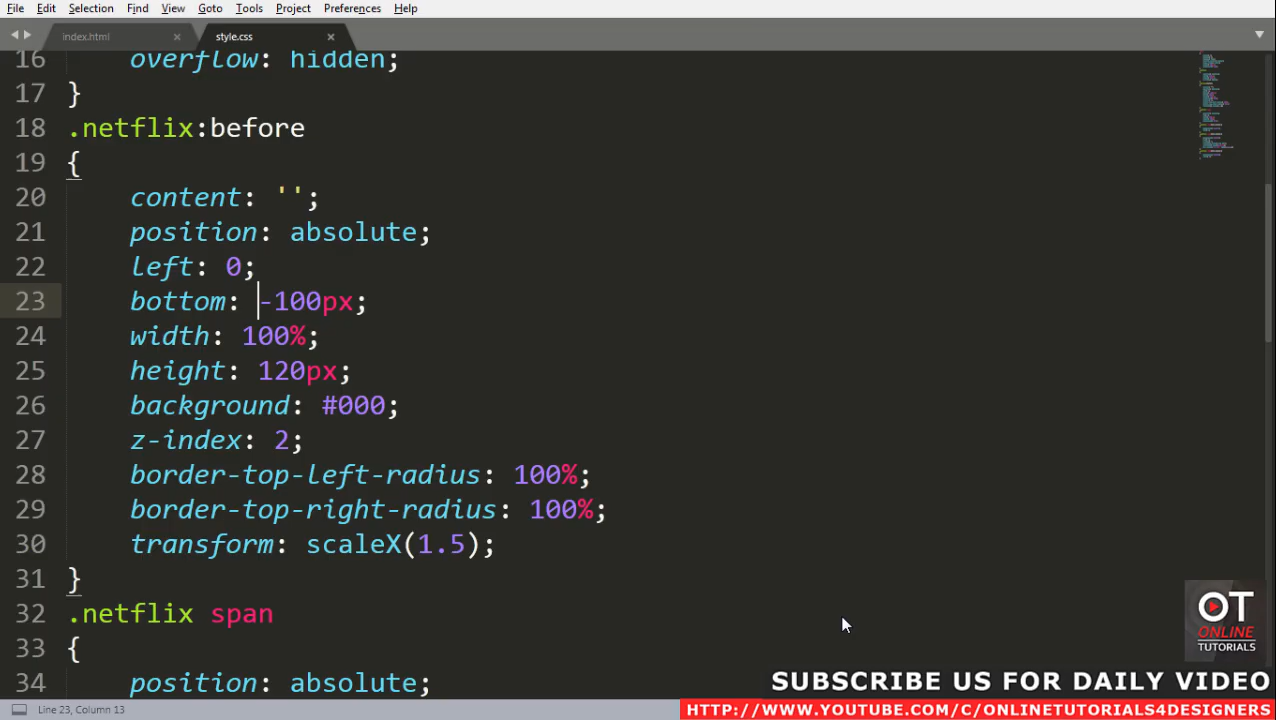 File Edit Selection Find View Goto Tools Project Preferences Help
index.html × style.css ×
16 overflow: hidden;
17 }
18 .netflix:before
19 {
20 content: '';
21 position: absolute;
22 left: 0;
23 bottom: -100px;
24 width: 100%;
25 height: 120px;
26 background: #000;
27 z-index: 2;
28 border-top-left-radius: 100%;
29 border-top-right-radius: 100%;
30 transform: scaleX(1.5);
31 }
32 .netflix span
33 {
34 position: absolute;
OT
ONLINE
TUTORIALS
SUBSCRIBE US FOR DAILY VIDEO
Line 23, Column 13
HTTP://WWW.YOUTUBE.COM/C/ONLINETUTORIALS4DESIGNERS